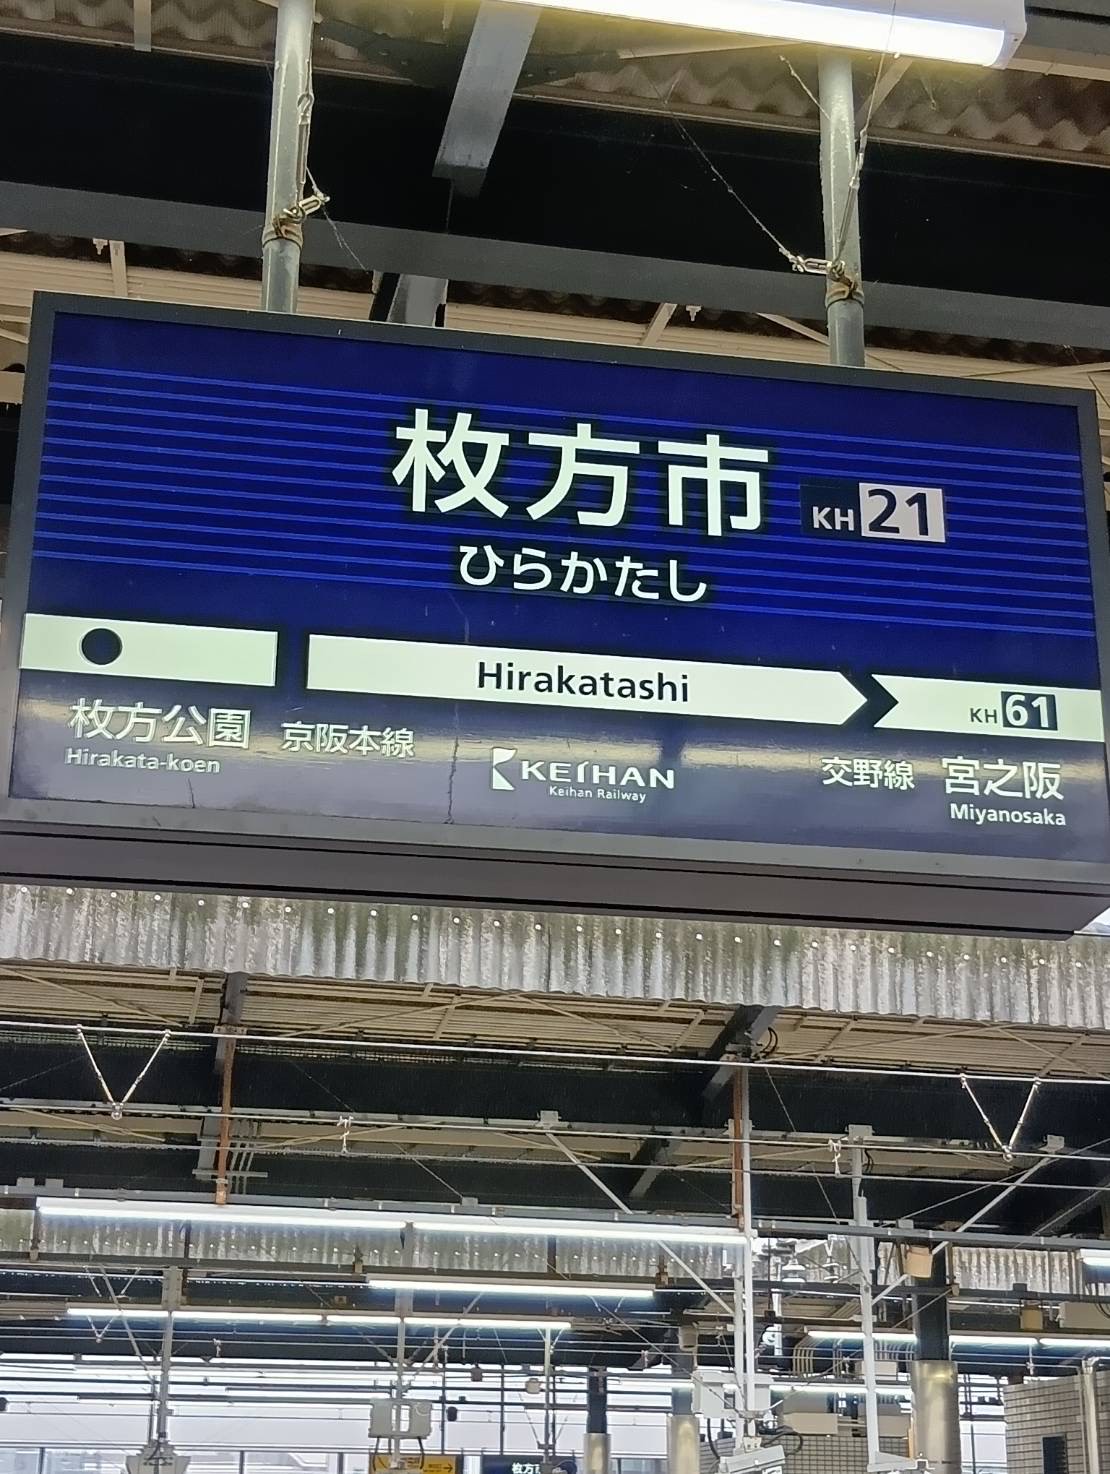 枚方市 KH 21
ひらかたし
Hirakatashi
KH 61
枚方公園 京阪本線
Hirakata-koen
KEIHAN
Keihan Railway
交野線 宮之阪
Miyanosaka